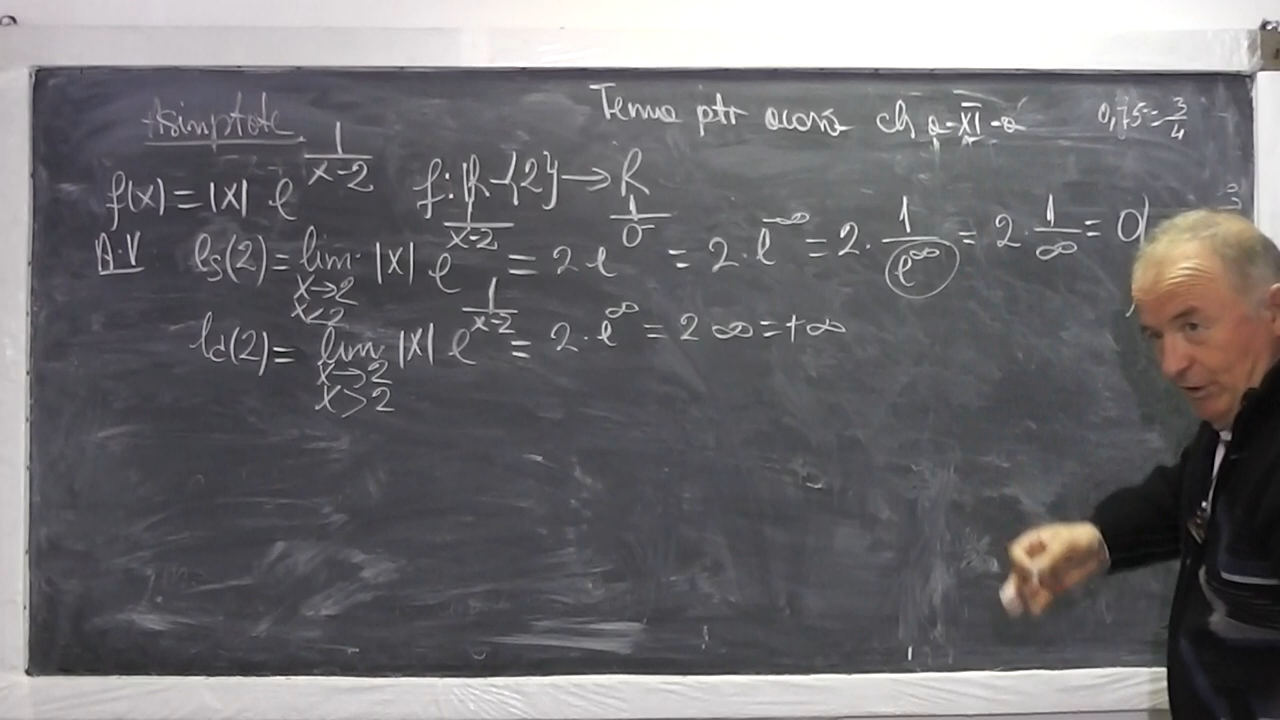 Asimptote Tema ptr acasă cls a-XI-a 0,75=3/4
f(x) = |x| e^{1/(x-2)} f: R-{2} → R
A.V ls(2) = lim_{x→2, x<2} |x| e^{1/(x-2)} = 2·e^{1/0^-} = 2·e^{-∞} = 2·1/e^{∞} = 2·1/∞ = 0
ld(2) = lim_{x→2, x>2} |x| e^{1/(x-2)} = 2·e^{∞} = 2 ∞ = +∞